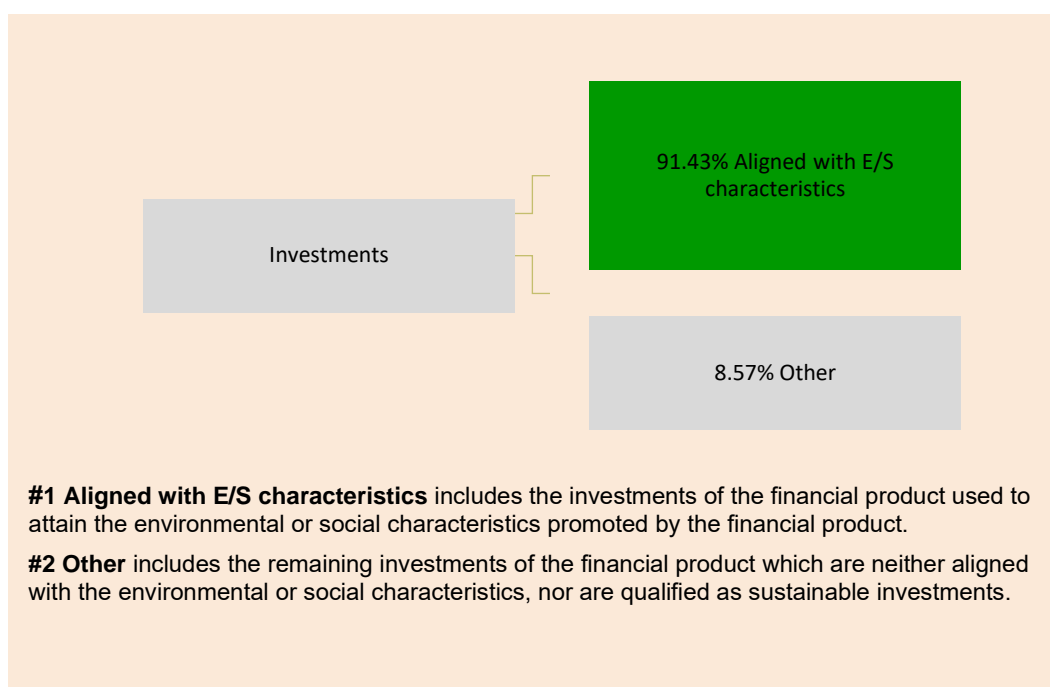 91.43% Aligned with E/S
characteristics
Investments
8.57% Other
#1 Aligned with E/S characteristics includes the investments of the financial product used to
attain the environmental or social characteristics promoted by the financial product.
#2 Other includes the remaining investments of the financial product which are neither aligned
with the environmental or social characteristics, nor are qualified as sustainable investments.